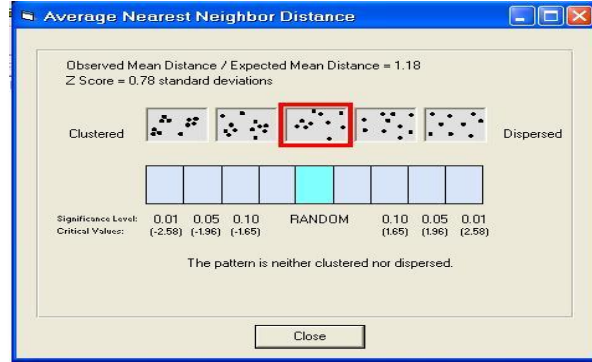 Average Nearest Neighbor Distance
Observed Mean Distance / Expected Mean Distance = 1.18
Z Score = 0.78 standard deviations
Clustered Dispersed
Significance Level: 0.01 0.05 0.10 RANDOM 0.10 0.05 0.01
Critical Values: (-2.58) (-1.96) (-1.65) (1.65) (1.96) (2.58)
The pattern is neither clustered nor dispersed.
Close